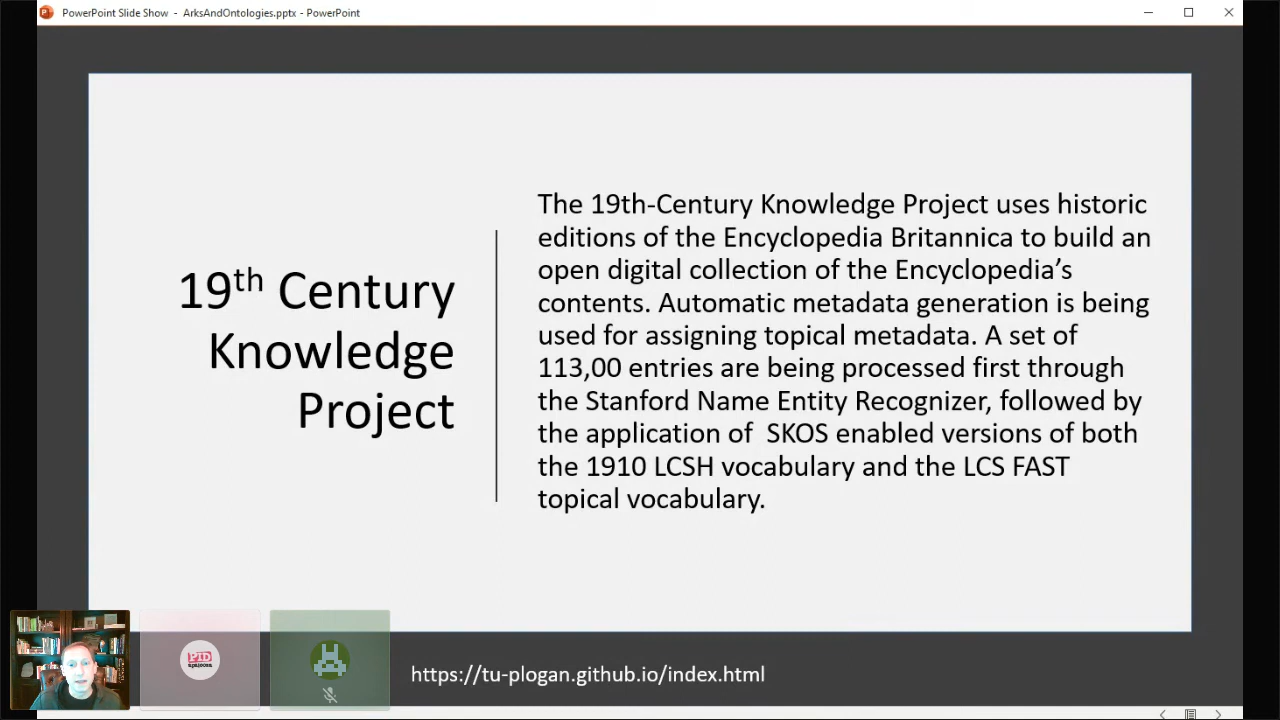 PowerPoint Slide Show - ArksAndOntologies.pptx - PowerPoint
19th Century
Knowledge
Project
The 19th-Century Knowledge Project uses historic
editions of the Encyclopedia Britannica to build an
open digital collection of the Encyclopedia’s
contents. Automatic metadata generation is being
used for assigning topical metadata. A set of
113,00 entries are being processed first through
the Stanford Name Entity Recognizer, followed by
the application of  SKOS enabled versions of both
the 1910 LCSH vocabulary and the LCS FAST
topical vocabulary.
PID
apalooza
https://tu-plogan.github.io/index.html